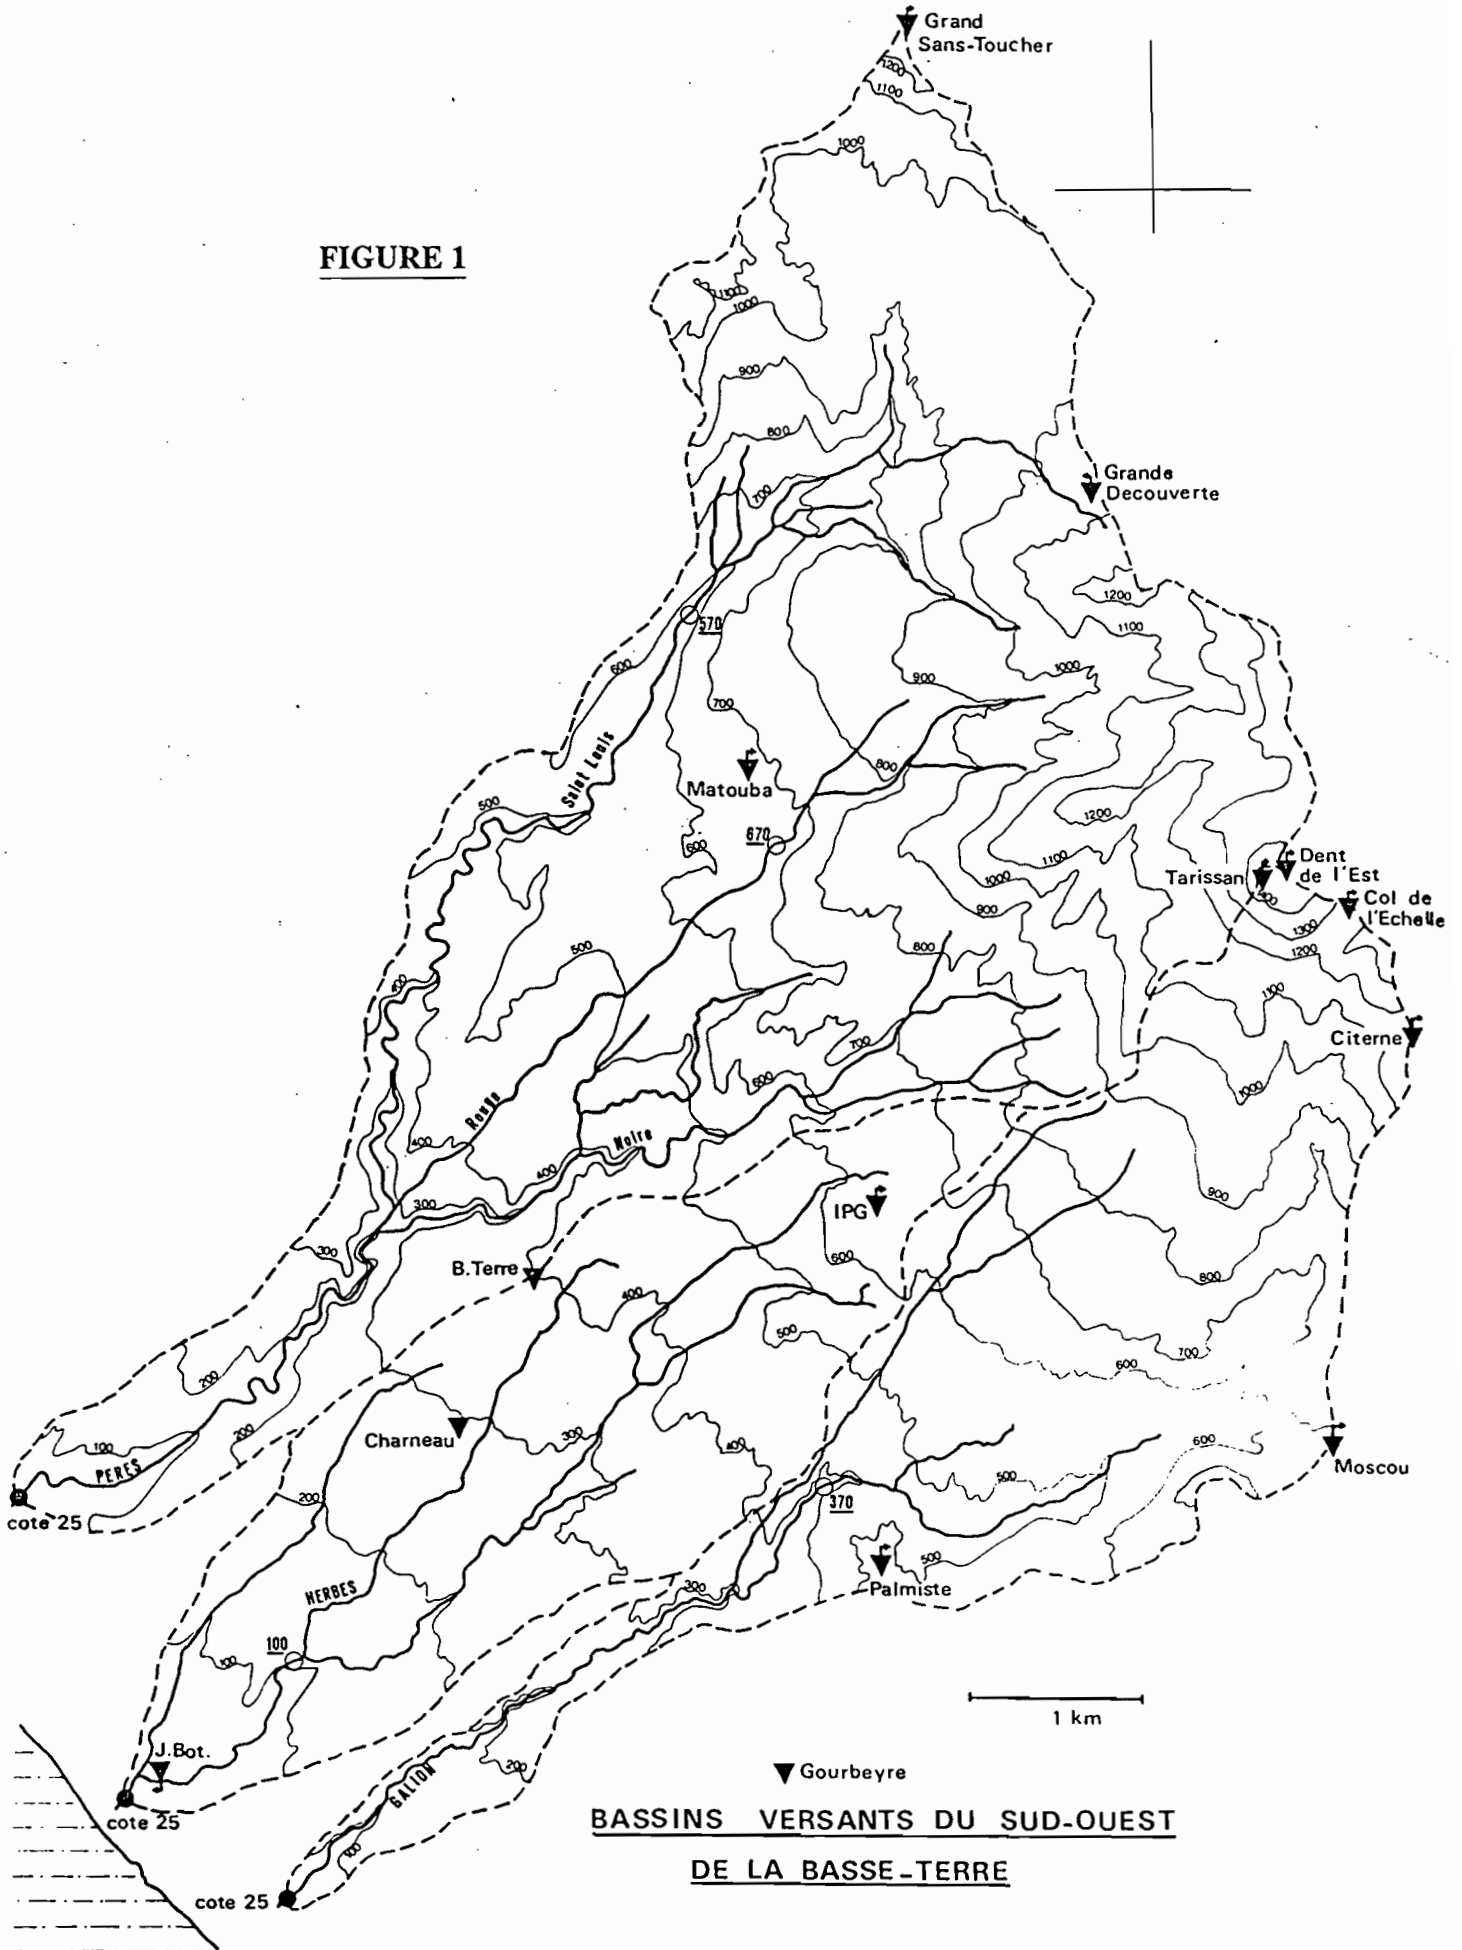 Grand
Sans-Toucher
1200
1100
1000
FIGURE 1
1100
1000
900
800
700
Grande
Decouverte
1200
1100
570
600
1000
900
700
Saint Louis
800
Matouba
500
670
600
1200
1100
1000
900
Dent
de l'Est
Tarissan
Col de
l'Echelle
1300
1200
800
500
400
1100
Citerne
700
600
1000
Rouge
Noire
400
400
300
900
IPG
300
600
B.Terre
800
400
500
700
600
200
200
100
PERES
Charneau
300
400
600
Moscou
500
cote 25
200
370
500
Palmiste
300
HERBES
100
100
1 km
J.Bot.
200
GALION
Gourbeyre
cote 25
100
BASSINS VERSANTS DU SUD-OUEST
DE LA BASSE-TERRE
cote 25